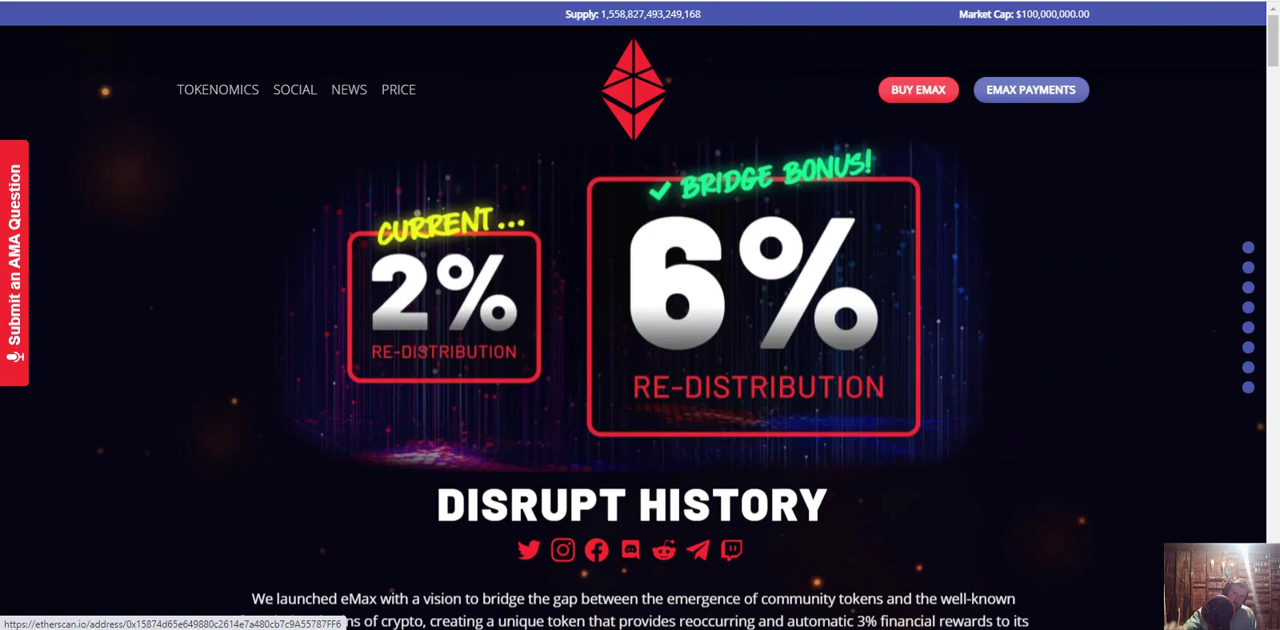 Supply: 1,558,827,493,249,168
Market Cap: $100,000,000.00
TOKENOMICS SOCIAL NEWS PRICE
BUY EMAX
EMAX PAYMENTS
Submit an AMA Question
CURRENT...
2%
RE-DISTRIBUTION
BRIDGE BONUS!
6%
RE-DISTRIBUTION
DISRUPT HISTORY
We launched eMax with a vision to bridge the gap between the emergence of community tokens and the well-known
ns of crypto, creating a unique token that provides reoccurring and automatic 3% financial rewards to its
https://etherscan.io/address/0x15874d65e649880c2614e7a480cb7c9A55787FF6